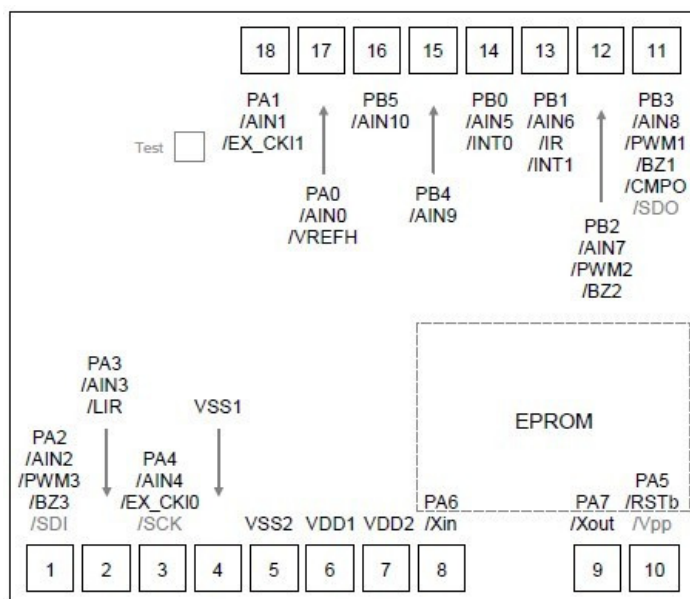 18 17 16 15 14 13 12 11
PA1
/AIN1
/EX_CKI1
PB5
/AIN10
PB0
/AIN5
/INT0
PB1
/AIN6
/IR
/INT1
PB3
/AIN8
/PWM1
/BZ1
/CMPO
/SDO
Test
PA0
/AIN0
/VREFH
PB4
/AIN9
PB2
/AIN7
/PWM2
/BZ2
EPROM
PA3
/AIN3
/LIR
VSS1
PA2
/AIN2
/PWM3
/BZ3
/SDI
PA4
/AIN4
/EX_CKI0
/SCK
VSS2
VDD1
VDD2
PA6
/Xin
PA7
/Xout
PA5
/RSTb
/Vpp
1 2 3 4 5 6 7 8 9 10